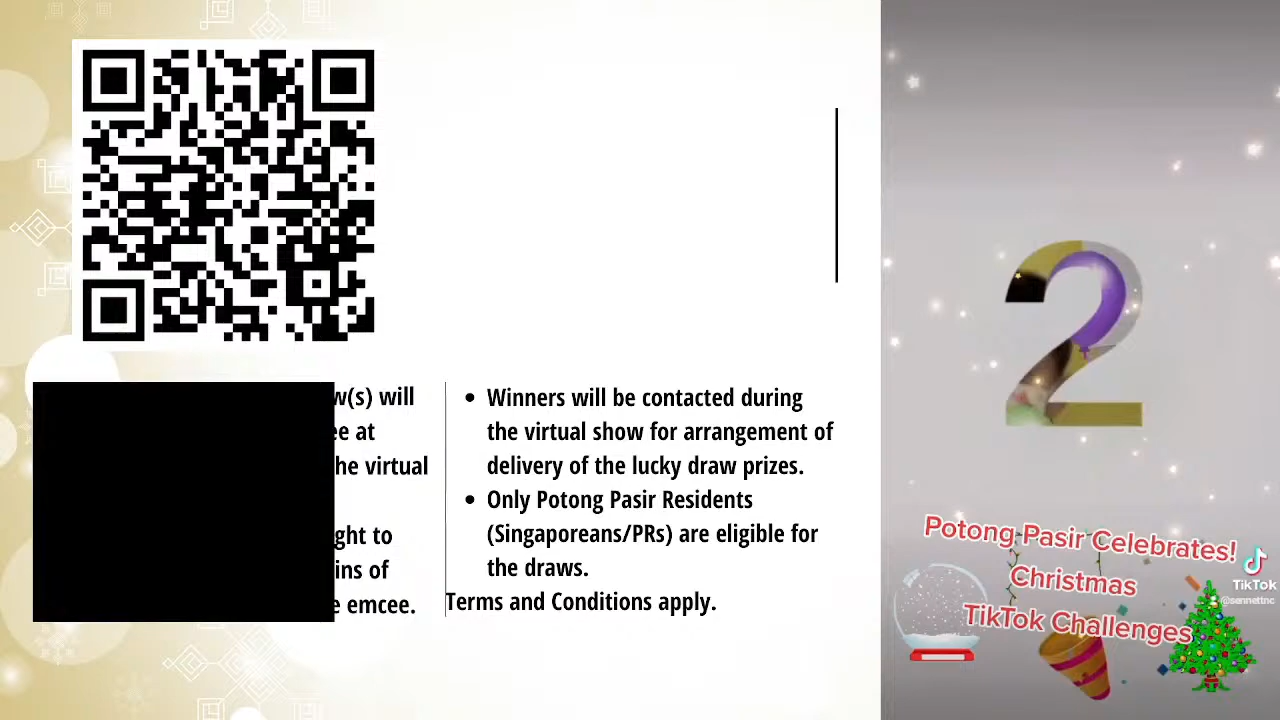 w(s) will
ee at
he virtual
ght to
ins of
e emcee.
Winners will be contacted during
the virtual show for arrangement of
delivery of the lucky draw prizes.
Only Potong Pasir Residents
(Singaporeans/PRs) are eligible for
the draws.
Terms and Conditions apply.
2
Potong Pasir Celebrates!
Christmas
TikTok Challenges
TikTok
@sennettnc